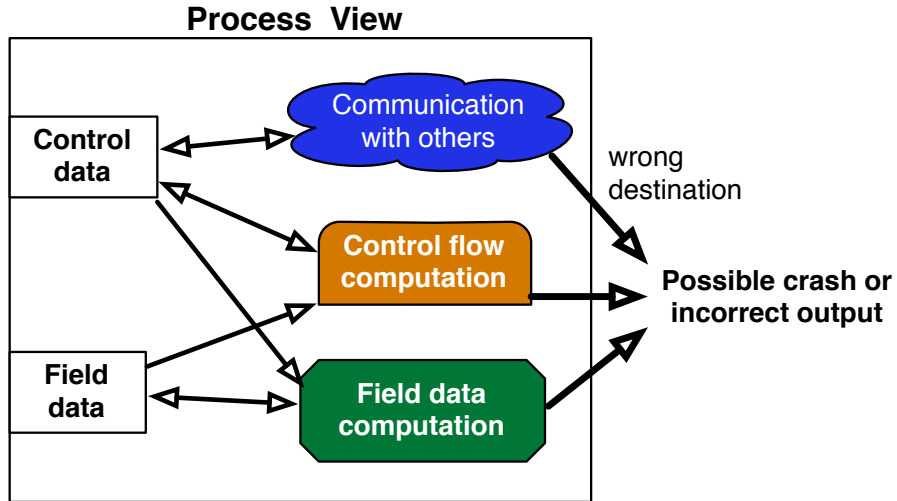 Process View
Control
data
Communication
with others
wrong
destination
Control flow
computation
Possible crash or
incorrect output
Field
data
Field data
computation